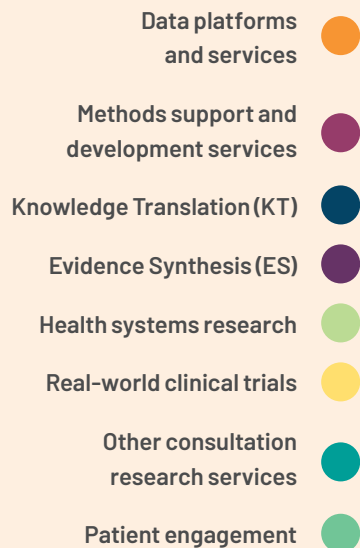 Data platforms
and services
Methods support and
development services
Knowledge Translation (KT)
Evidence Synthesis (ES)
Health systems research
Real-world clinical trials
Other consultation
research services
Patient engagement